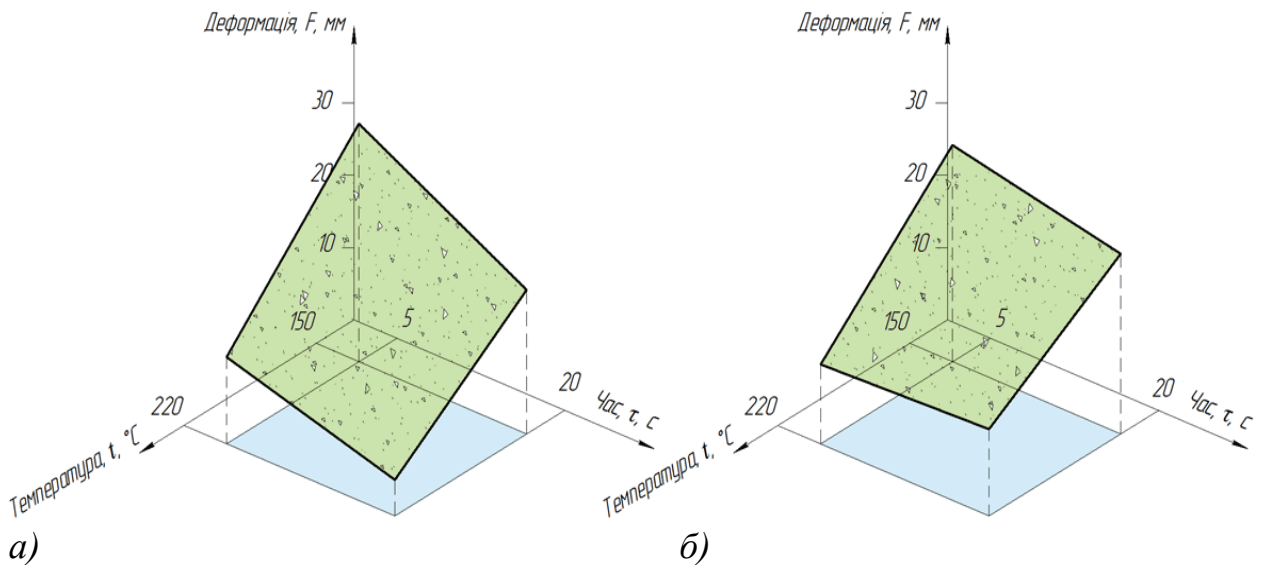 Деформація, F, мм
30
20
10
150
5
220
20
Температура, t, °C
Час, τ, с
а)
Деформація, F, мм
30
20
10
150
5
220
20
Температура, t, °C
Час, τ, с
б)